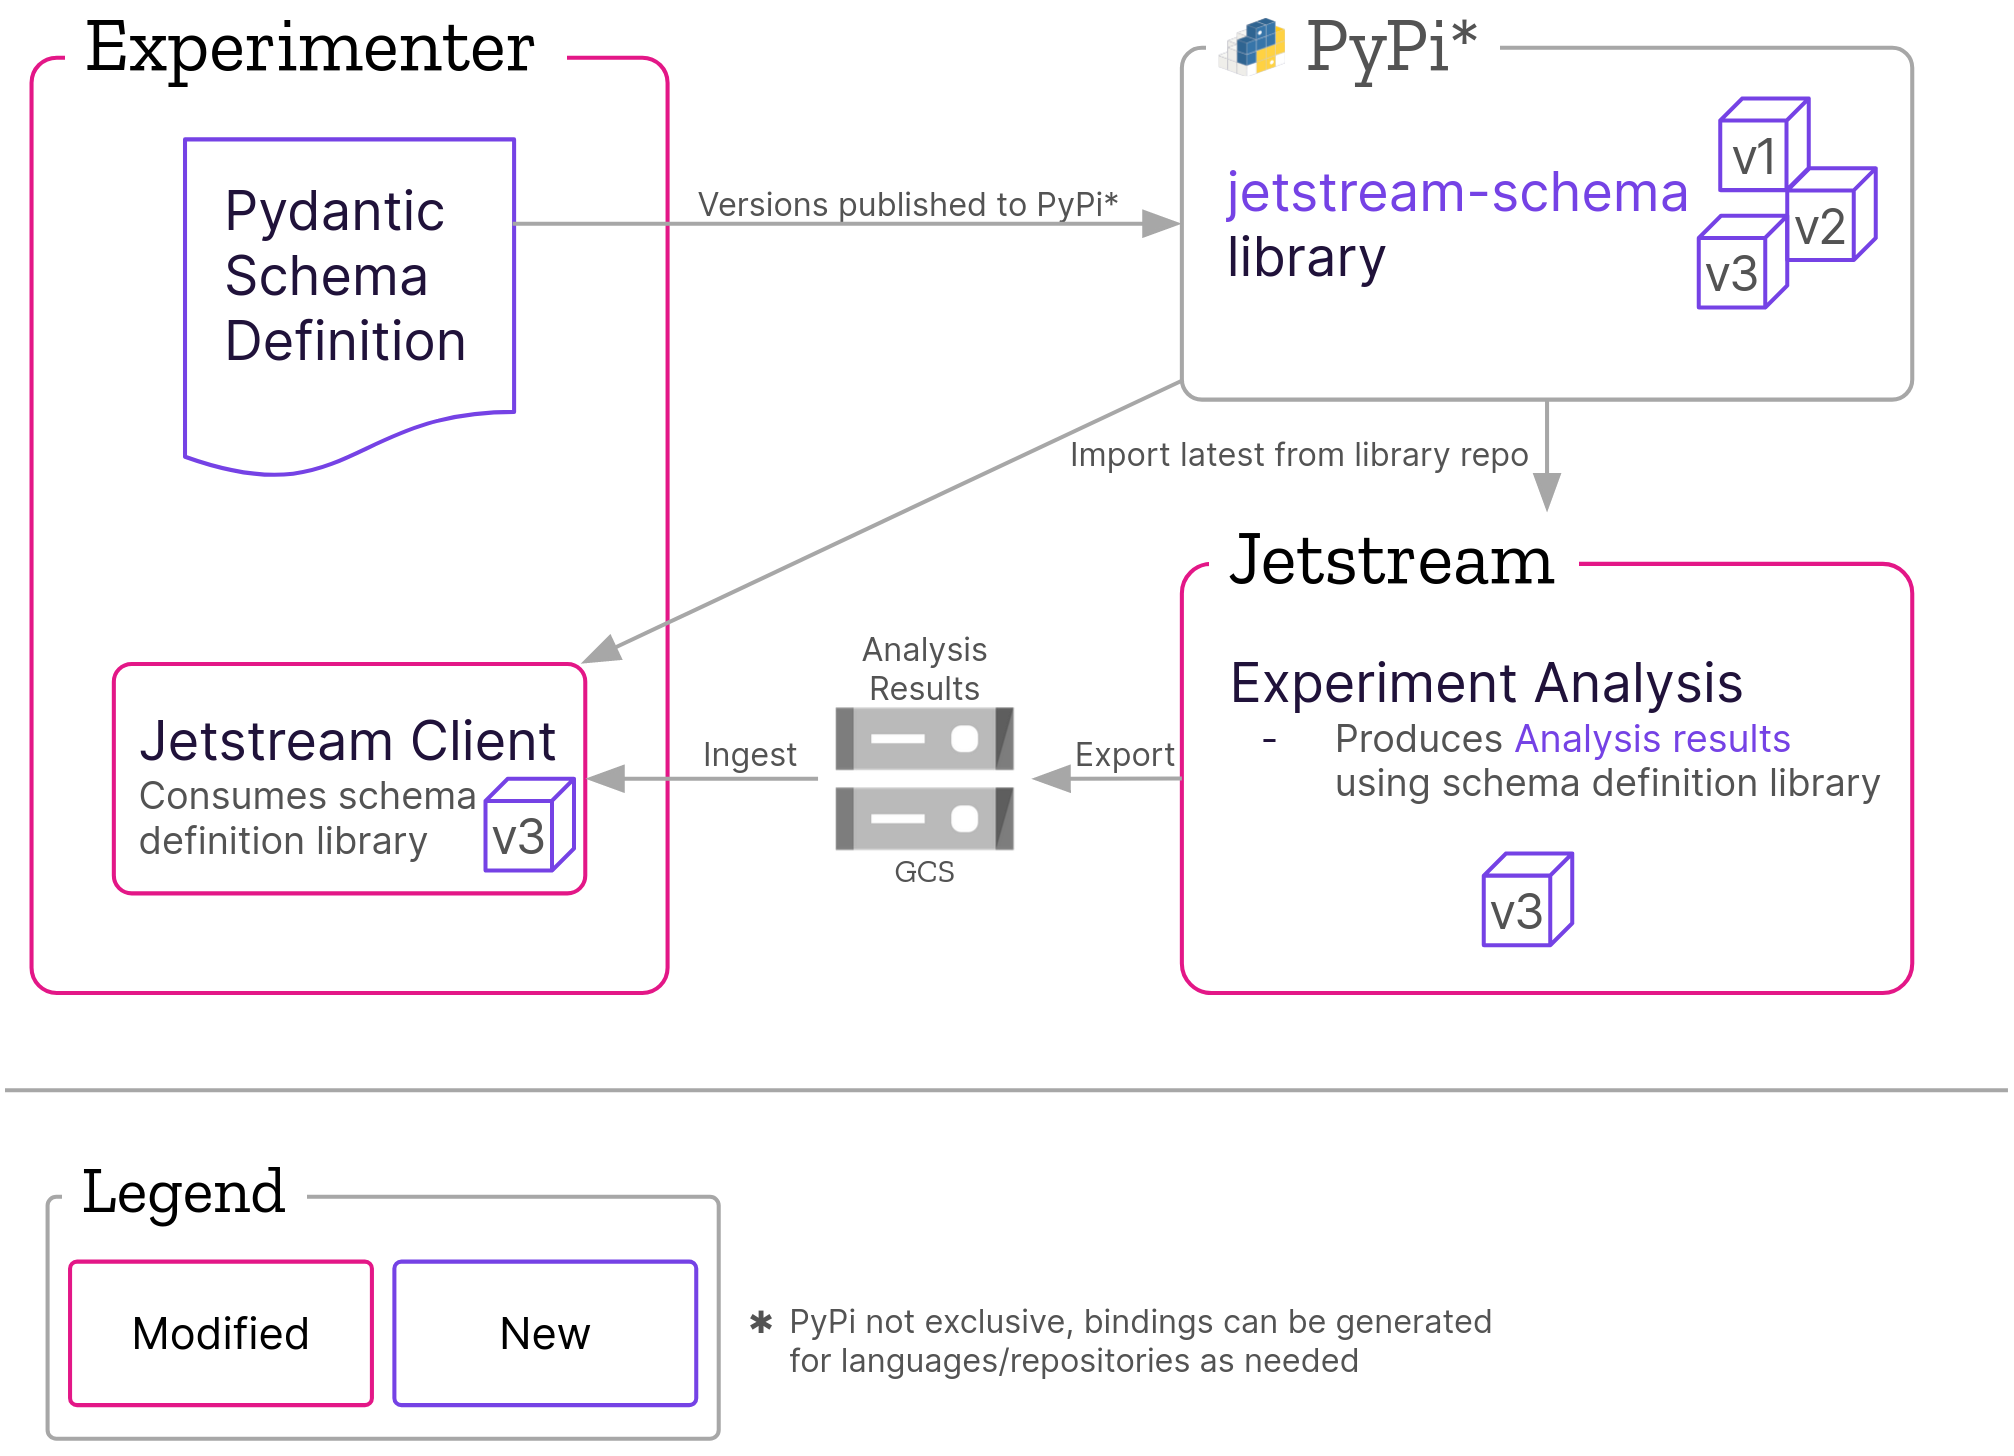 Experimenter
Pydantic
Schema
Definition
Versions published to PyPi*
PyPi*
jetstream-schema
library
v1
v2
v3
Import latest from library repo
Jetstream
Experiment Analysis
- Produces Analysis results
using schema definition library
v3
Export
Analysis
Results
GCS
Ingest
Jetstream Client
Consumes schema
definition library
v3
Legend
Modified
New
* PyPi not exclusive, bindings can be generated
for languages/repositories as needed